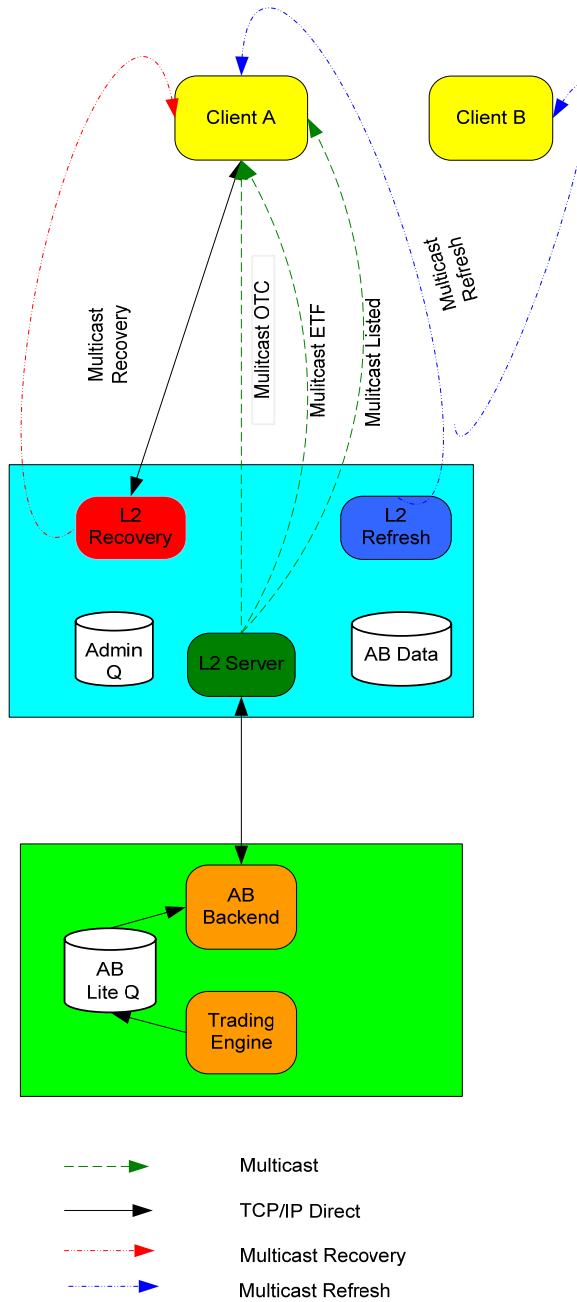 Client A
Client B
Multicast
Recovery
Mulitcast OTC
Mulitcast ETF
Mulitcast Listed
Multicast
Refresh
L2
Recovery
L2
Refresh
Admin
Q
L2 Server
AB Data
AB
Backend
AB
Lite Q
Trading
Engine
Multicast
TCP/IP Direct
Multicast Recovery
Multicast Refresh